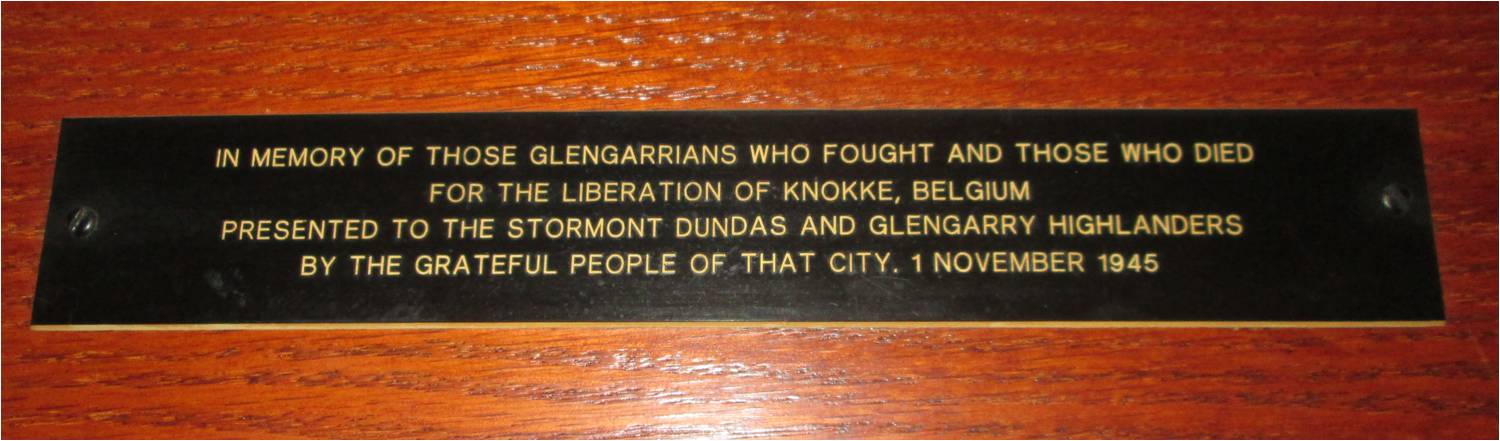 IN MEMORY OF THOSE GLENGARRIANS WHO FOUGHT AND THOSE WHO DIED
FOR THE LIBERATION OF KNOKKE, BELGIUM
PRESENTED TO THE STORMONT DUNDAS AND GLENGARRY HIGHLANDERS
BY THE GRATEFUL PEOPLE OF THAT CITY. 1 NOVEMBER 1945